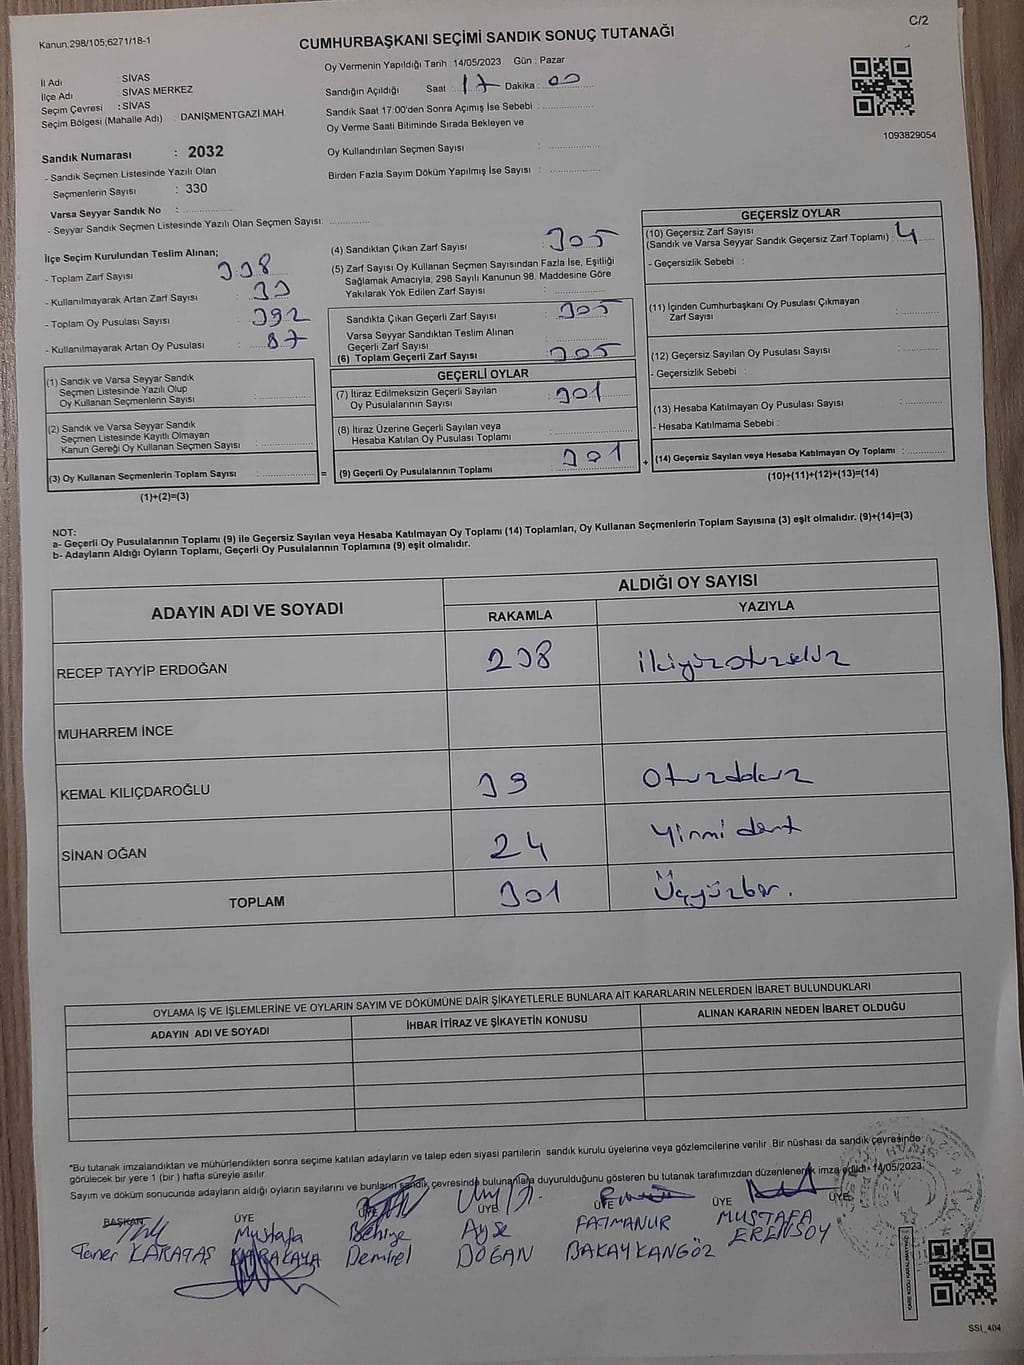 Kanun;298/105;6271/18-1
C/2
CUMHURBAŞKANI SEÇİMİ SANDIK SONUÇ TUTANAĞI
İl Adı : SİVAS
İlçe Adı SİVAS MERKEZ
Seçim Çevresi : SİVAS
Seçim Bölgesi (Mahalle Adı) : DANİŞMENTGAZİ MAH
Sandık Numarası : 2032
- Sandık Seçmen Listesinde Yazılı Olan
Seçmenlerin Sayısı : 330
Varsa Seyyar Sandık No :
- Seyyar Sandık Seçmen Listesinde Yazılı Olan Seçmen Sayısı:
Oy Vermenin Yapıldığı Tarih : 14/05/2023 Gün : Pazar
Sandığın Açıldığı Saat : 17 Dakika : 00
Sandık Saat 17.00'den Sonra Açımış İse Sebebi :
Oy Verme Saati Bitiminde Sırada Bekleyen ve
Oy Kullandırılan Seçmen Sayısı :
Birden Fazla Sayım Döküm Yapılmış İse Sayısı :
1093829054
İlçe Seçim Kurulundan Teslim Alınan;
- Toplam Zarf Sayısı : 338
- Kullanılmayarak Artan Zarf Sayısı : 33
- Toplam Oy Pusulası Sayısı : 392
- Kullanılmayarak Artan Oy Pusulası : 87
(1) Sandık ve Varsa Seyyar Sandık
Seçmen Listesinde Yazılı Olup
Oy Kullanan Seçmenlerin Sayısı :
(2) Sandık ve Varsa Seyyar Sandık
Seçmen Listesinde Kayıtlı Olmayan
Kanun Gereği Oy Kullanan Seçmen Sayısı :
(3) Oy Kullanan Seçmenlerin Toplam Sayısı :
(1)+(2)=(3)
(4) Sandıktan Çıkan Zarf Sayısı : 305
(5) Zarf Sayısı Oy Kullanan Seçmen Sayısından Fazla İse, Eşitliği
Sağlamak Amacıyla; 298 Sayılı Kanunun 98. Maddesine Göre
Yakılarak Yok Edilen Zarf Sayısı :
Sandıkta Çıkan Geçerli Zarf Sayısı : 305
Varsa Seyyar Sandıktan Teslim Alınan
Geçerli Zarf Sayısı :
(6) Toplam Geçerli Zarf Sayısı : 305
GEÇERLİ OYLAR
(7) İtiraz Edilmeksizin Geçerli Sayılan
Oy Pusulalarının Sayısı : 301
(8) İtiraz Üzerine Geçerli Sayılan veya
Hesaba Katılan Oy Pusulası Toplamı :
= (9) Geçerli Oy Pusulalarının Toplamı : 301
GEÇERSİZ OYLAR
(10) Geçersiz Zarf Sayısı
(Sandık ve Varsa Seyyar Sandık Geçersiz Zarf Toplamı) : 4
- Geçersizlik Sebebi :
(11) İçinden Cumhurbaşkanı Oy Pusulası Çıkmayan
Zarf Sayısı :
(12) Geçersiz Sayılan Oy Pusulası Sayısı :
- Geçersizlik Sebebi :
(13) Hesaba Katılmayan Oy Pusulası Sayısı :
- Hesaba Katılmama Sebebi :
+ (14) Geçersiz Sayılan veya Hesaba Katılmayan Oy Toplamı :
(10)+(11)+(12)+(13)=(14)
NOT:
a- Geçerli Oy Pusulalarının Toplamı (9) ile Geçersiz Sayılan veya Hesaba Katılmayan Oy Toplamı (14) Toplamları, Oy Kullanan Seçmenlerin Toplam Sayısına (3) eşit olmalıdır. (9)+(14)=(3)
b- Adayların Aldığı Oyların Toplamı, Geçerli Oy Pusulalarının Toplamına (9) eşit olmalıdır.
ADAYIN ADI VE SOYADI
ALDIĞI OY SAYISI
RAKAMLA YAZIYLA
RECEP TAYYİP ERDOĞAN 238 ikiyüzotuzsekiz
MUHARREM İNCE
KEMAL KILIÇDAROĞLU 39 Otuzdokuz
SİNAN OĞAN 24 yirmi dört
TOPLAM 301 Üçyüzbir.
OYLAMA İŞ VE İŞLEMLERİNE VE OYLARIN SAYIM VE DÖKÜMÜNE DAİR ŞİKAYETLERLE BUNLARA AİT KARARLARIN NELERDEN İBARET BULUNDUKLARI
ADAYIN ADI VE SOYADI İHBAR İTİRAZ VE ŞİKAYETİN KONUSU ALINAN KARARIN NEDEN İBARET OLDUĞU
*Bu tutanak imzalandıktan ve mühürlendikten sonra seçime katılan adayların ve talep eden siyasi partilerin sandık kurulu üyelerine veya gözlemcilerine verilir .Bir nüshası da sandık çevresinde
görülecek bir yere 1 (bir ) hafta süreyle asılır.
Sayım ve döküm sonucunda adayların aldığı oyların sayılarını ve bunların sandık çevresinde bulunanlara duyurulduğunu gösteren bu tutanak tarafımızdan düzenlenerek imza edildi. 14/05/2023
BAŞKAN ÜYE ÜYE ÜYE ÜYE ÜYE ÜYE
Taner KARATAŞ
Mustafa KARAKAYA
Behiye Demirel
Ayşe DOĞAN
FATMANUR BAKAY KANGÖZ
MUSTAFA ERENSOY
SSI_404